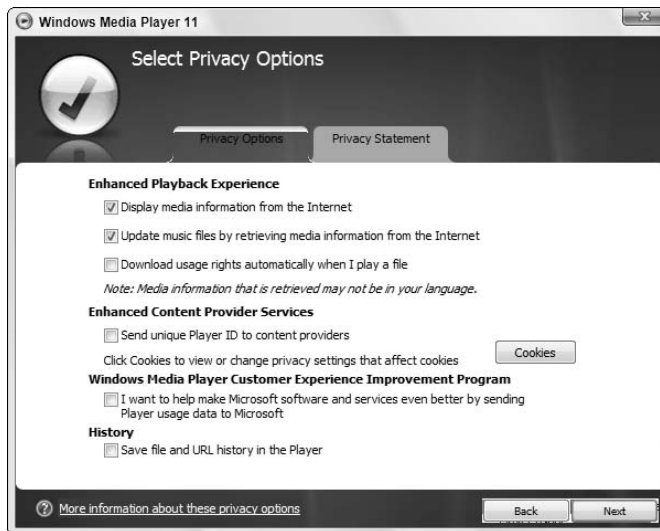 Windows Media Player 11
Select Privacy Options
Privacy Options
Privacy Statement
Enhanced Playback Experience
Display media information from the Internet
Update music files by retrieving media information from the Internet
Download usage rights automatically when I play a file
Note: Media information that is retrieved may not be in your language.
Enhanced Content Provider Services
Send unique Player ID to content providers
Click Cookies to view or change privacy settings that affect cookies
Cookies
Windows Media Player Customer Experience Improvement Program
I want to help make Microsoft software and services even better by sending
Player usage data to Microsoft
History
Save file and URL history in the Player
More information about these privacy options
Back
Next